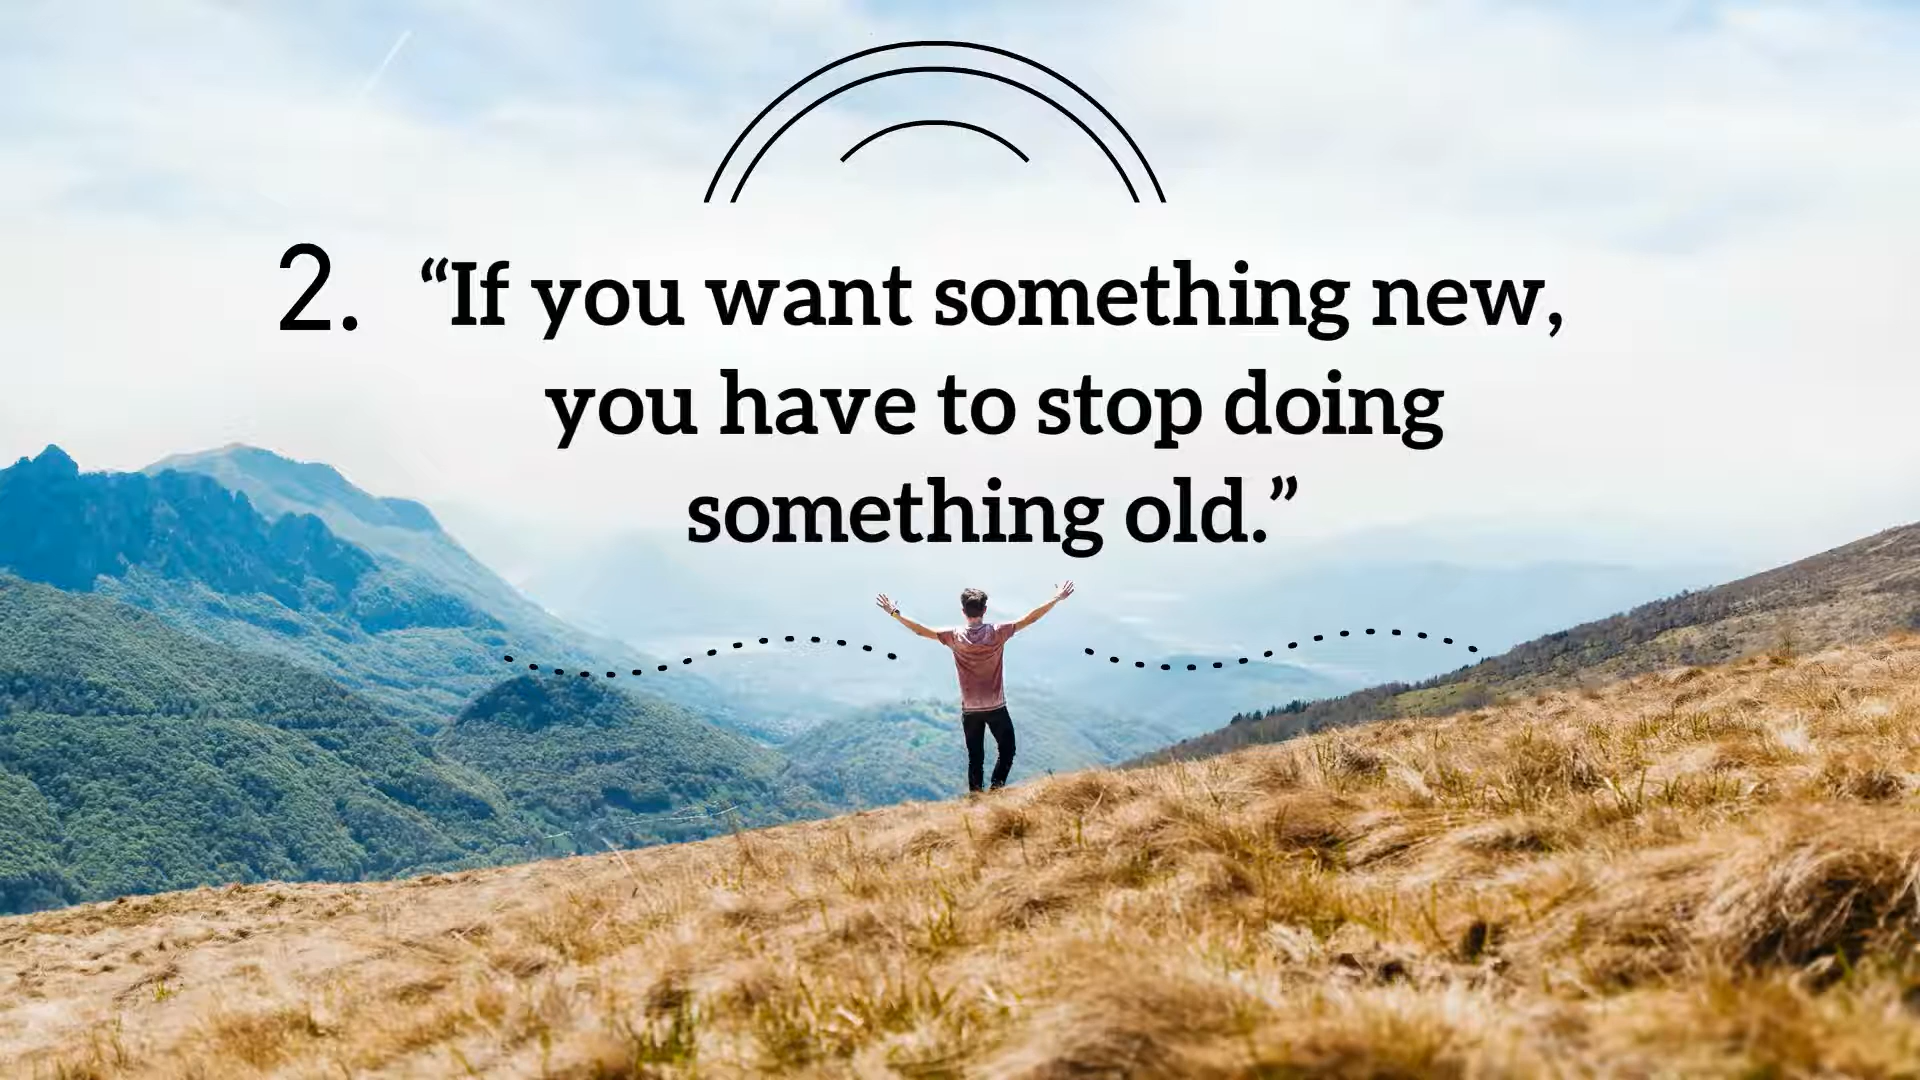 2. “If you want something new,
you have to stop doing
something old.”